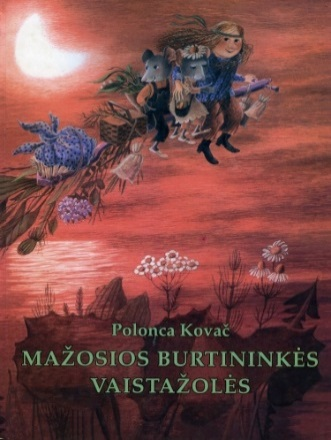 Polonca Kovač
MAŽOSIOS BURTININKĖS
VAISTAŽOLĖS